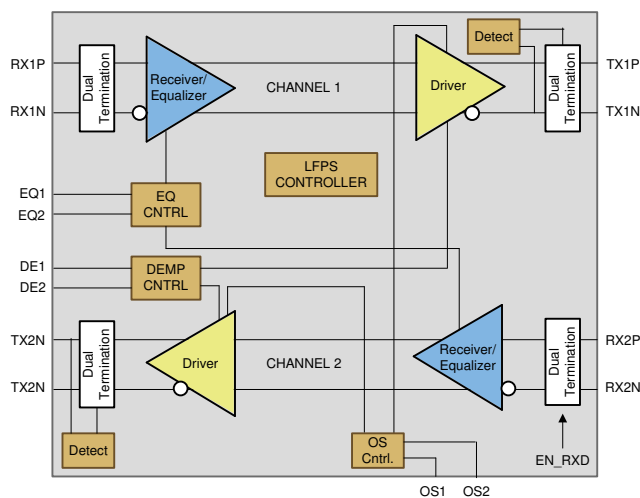 Detect
RX1P
Dual
Termination
Receiver/
Equalizer
CHANNEL 1
Driver
Dual
Termination
TX1P
RX1N
TX1N
LFPS
CONTROLLER
EQ1
EQ2
EQ
CNTRL
DE1
DE2
DEMP
CNTRL
TX2N
Dual
Termination
Driver
CHANNEL 2
Receiver/
Equalizer
Dual
Termination
RX2P
TX2N
RX2N
Detect
OS
Cntrl.
EN_RXD
OS1
OS2